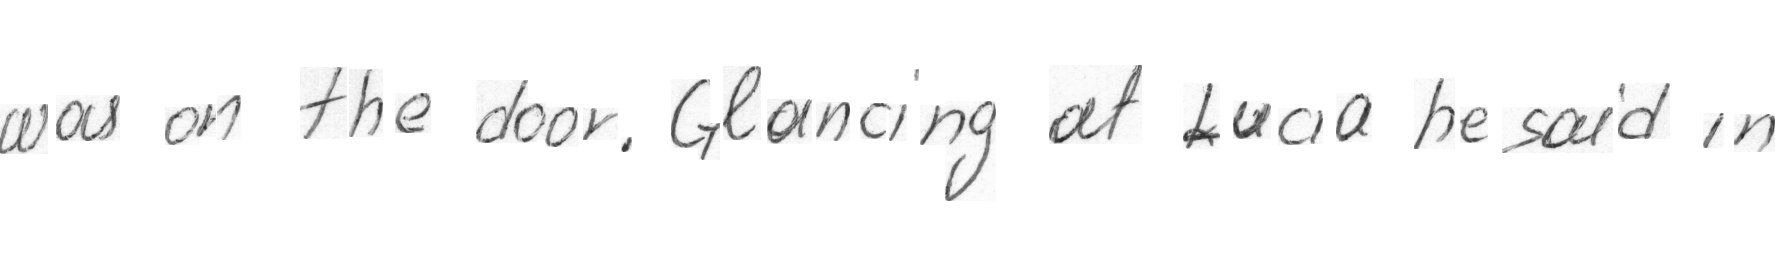 was on the door. Glancing at Lucia he said in